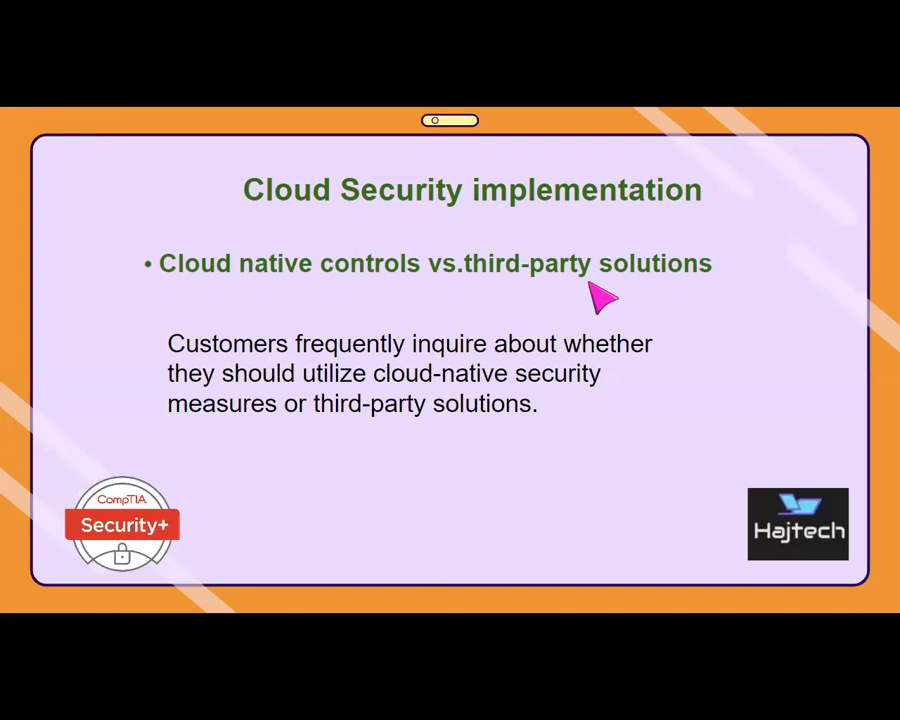 Cloud Security implementation
• Cloud native controls vs.third-party solutions
Customers frequently inquire about whether
they should utilize cloud-native security
measures or third-party solutions.
CompTIA
Security+
Hajtech